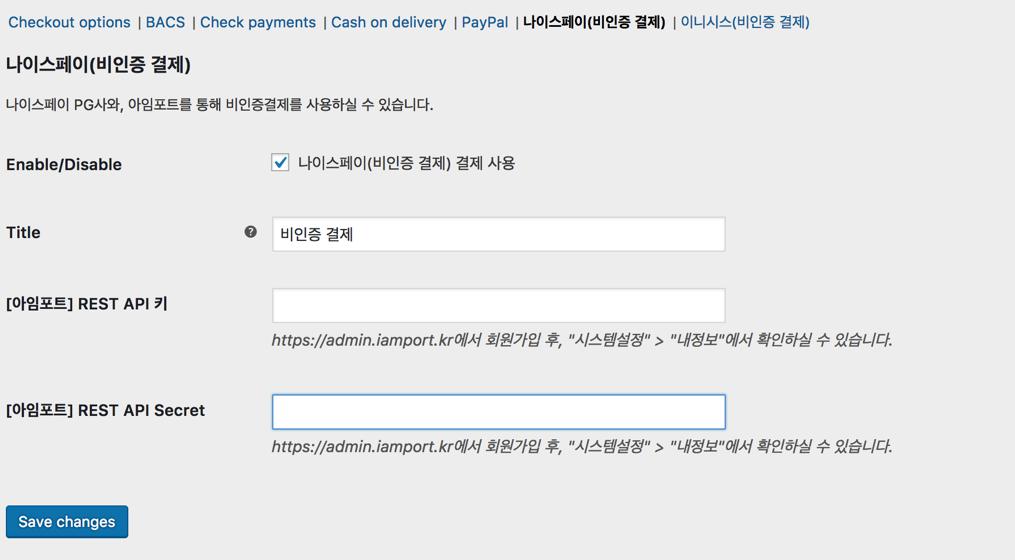 Checkout options | BACS | Check payments | Cash on delivery | PayPal | 나이스페이(비인증 결제) | 이니시스(비인증 결제)
나이스페이(비인증 결제)
나이스페이 PG사와, 아임포트를 통해 비인증결제를 사용하실 수 있습니다.
Enable/Disable 나이스페이(비인증 결제) 결제 사용
Title ? 비인증 결제
[아임포트] REST API 키
https://admin.iamport.kr에서 회원가입 후, "시스템설정" > "내정보"에서 확인하실 수 있습니다.
[아임포트] REST API Secret
https://admin.iamport.kr에서 회원가입 후, "시스템설정" > "내정보"에서 확인하실 수 있습니다.
Save changes